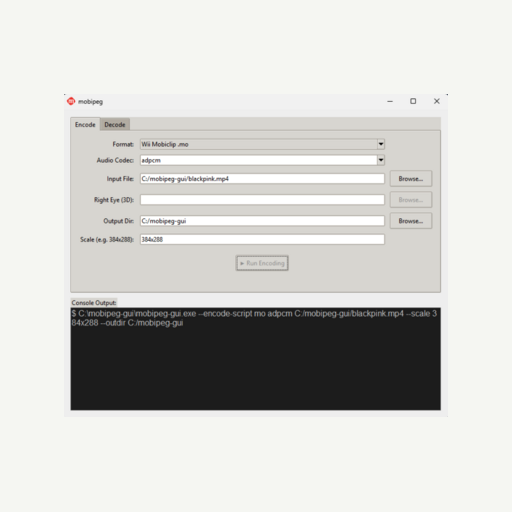 mobipeg
Encode Decode
Format: Wii Mobiclip .mo
Audio Codec: adpcm
Input File: C:/mobipeg-gui/blackpink.mp4 Browse...
Right Eye (3D): Browse...
Output Dir: C:/mobipeg-gui Browse...
Scale (e.g. 384x288): 384x288
▸ Run Encoding
Console Output:
$ C:\mobipeg-gui\mobipeg-gui.exe --encode-script mo adpcm C:/mobipeg-gui/blackpink.mp4 --scale 3
84x288 --outdir C:/mobipeg-gui